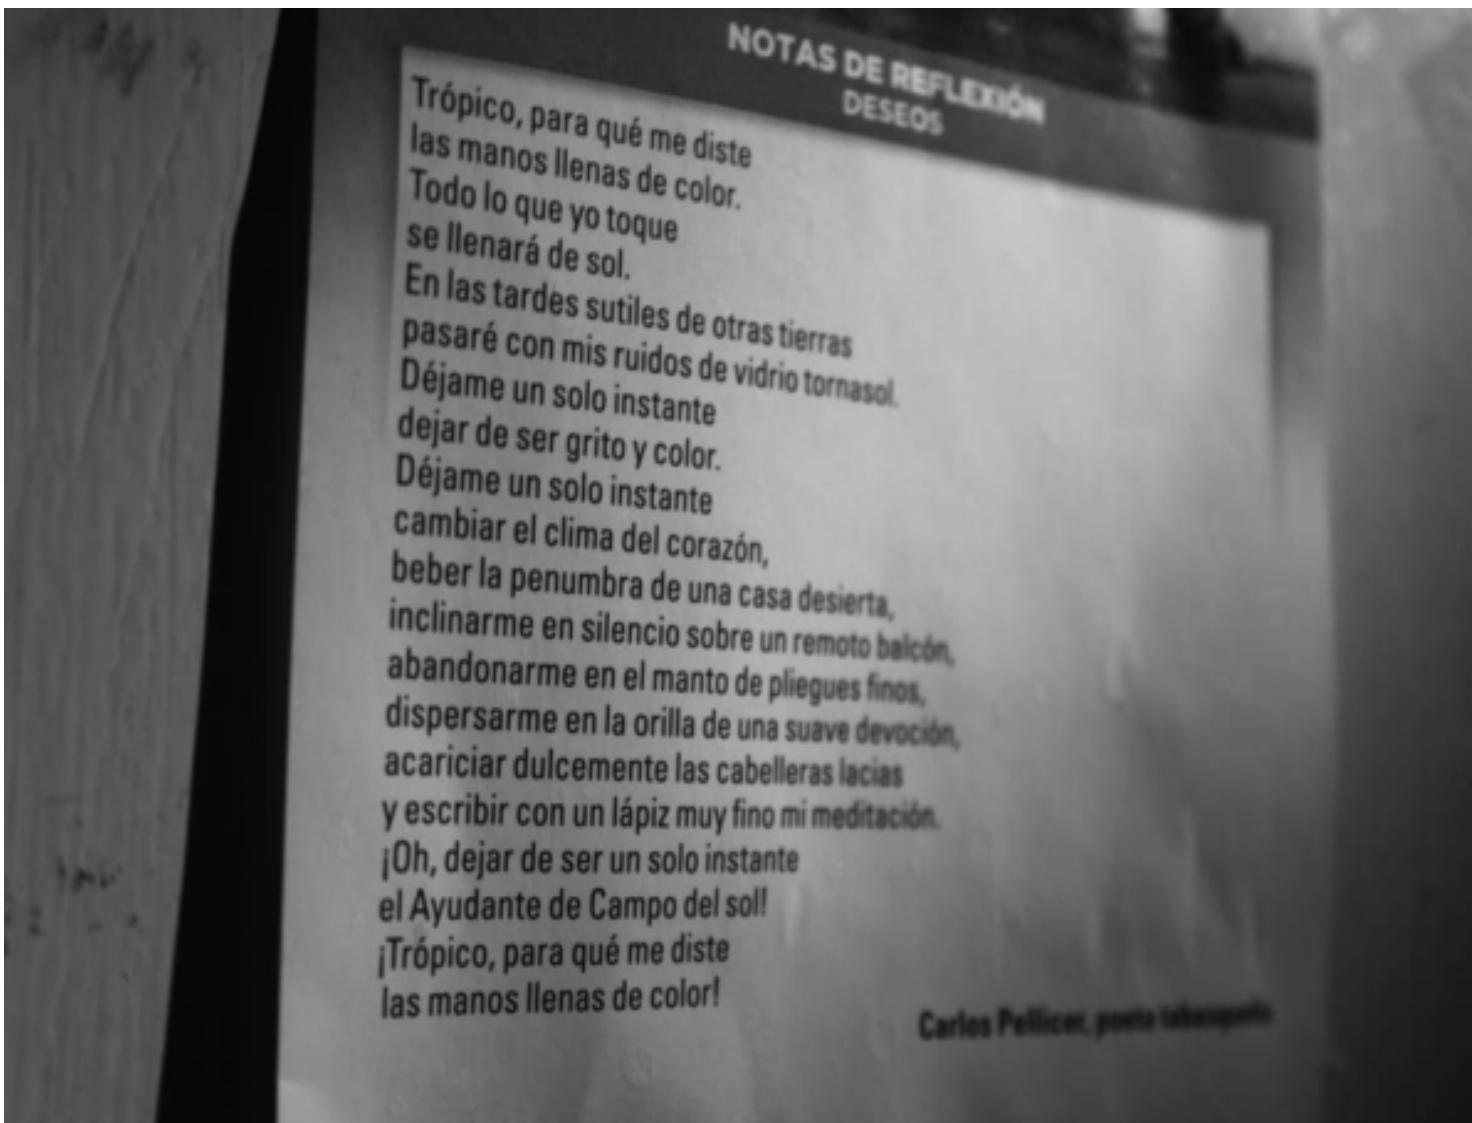 NOTAS DE REFLEXIÓN
DESEOS
Trópico, para qué me diste
las manos llenas de color.
Todo lo que yo toque
se llenará de sol.
En las tardes sutiles de otras tierras
pasaré con mis ruidos de vidrio tornasol.
Déjame un solo instante
dejar de ser grito y color.
Déjame un solo instante
cambiar el clima del corazón,
beber la penumbra de una casa desierta,
inclinarme en silencio sobre un remoto balcón,
abandonarme en el manto de pliegues finos,
dispersarme en la orilla de una suave devoción,
acariciar dulcemente las cabelleras lacias
y escribir con un lápiz muy fino mi meditación.
¡Oh, dejar de ser un solo instante
el Ayudante de Campo del sol!
¡Trópico, para qué me diste
las manos llenas de color!
Carlos Pellicer, poeta tabasqueño